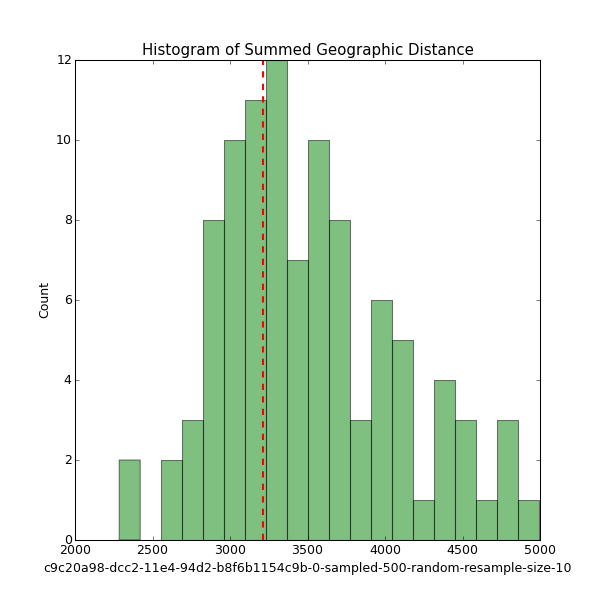 Histogram of Summed Geographic Distance
12
10
8
6
4
2
0
Count
2000 2500 3000 3500 4000 4500 5000
c9c20a98-dcc2-11e4-94d2-b8f6b1154c9b-0-sampled-500-random-resample-size-10